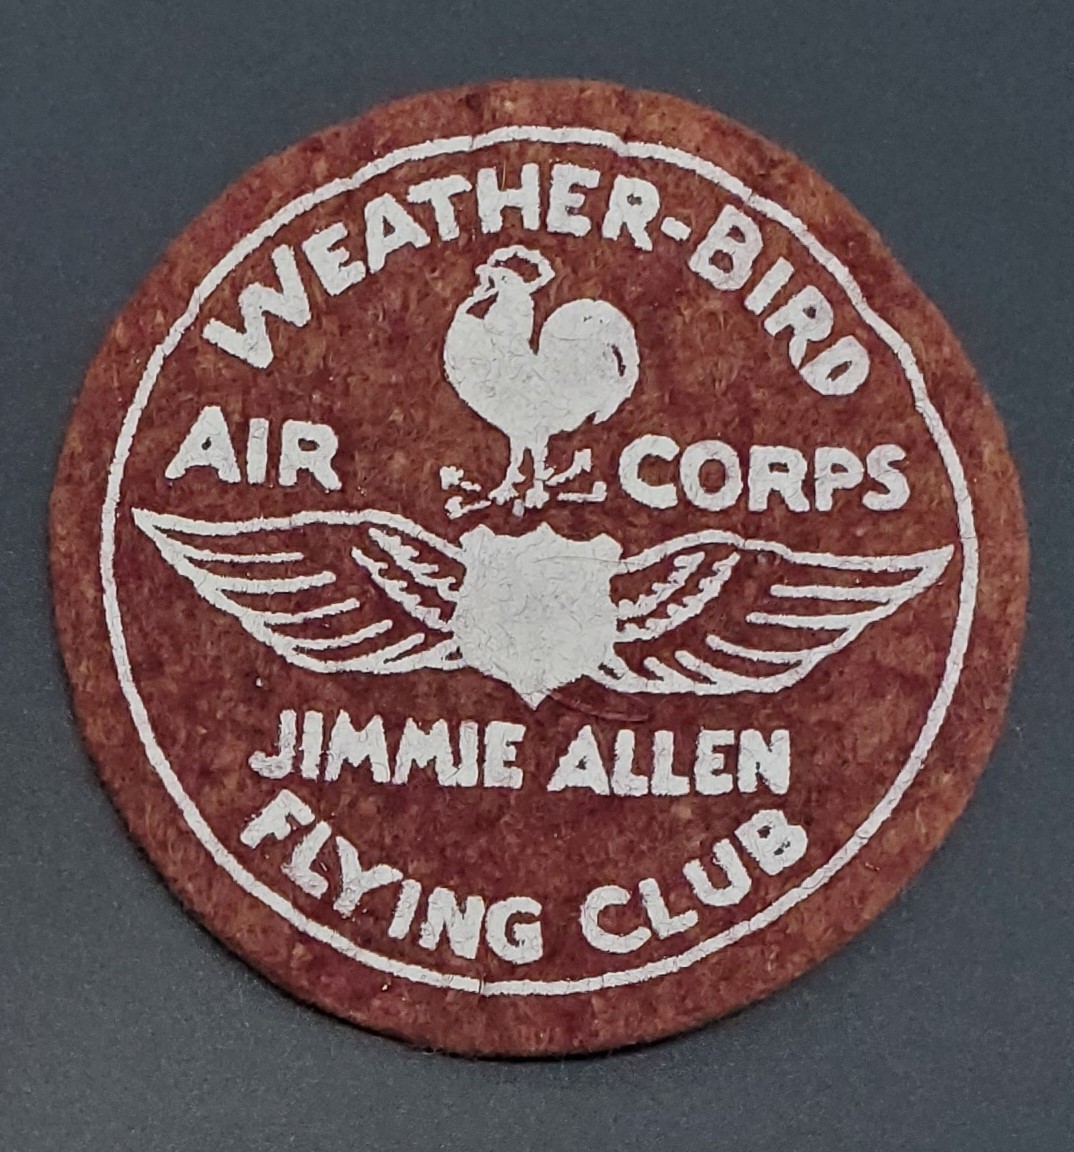 WEATHER-BIRD
AIR CORPS
JIMMIE ALLEN
FLYING CLUB